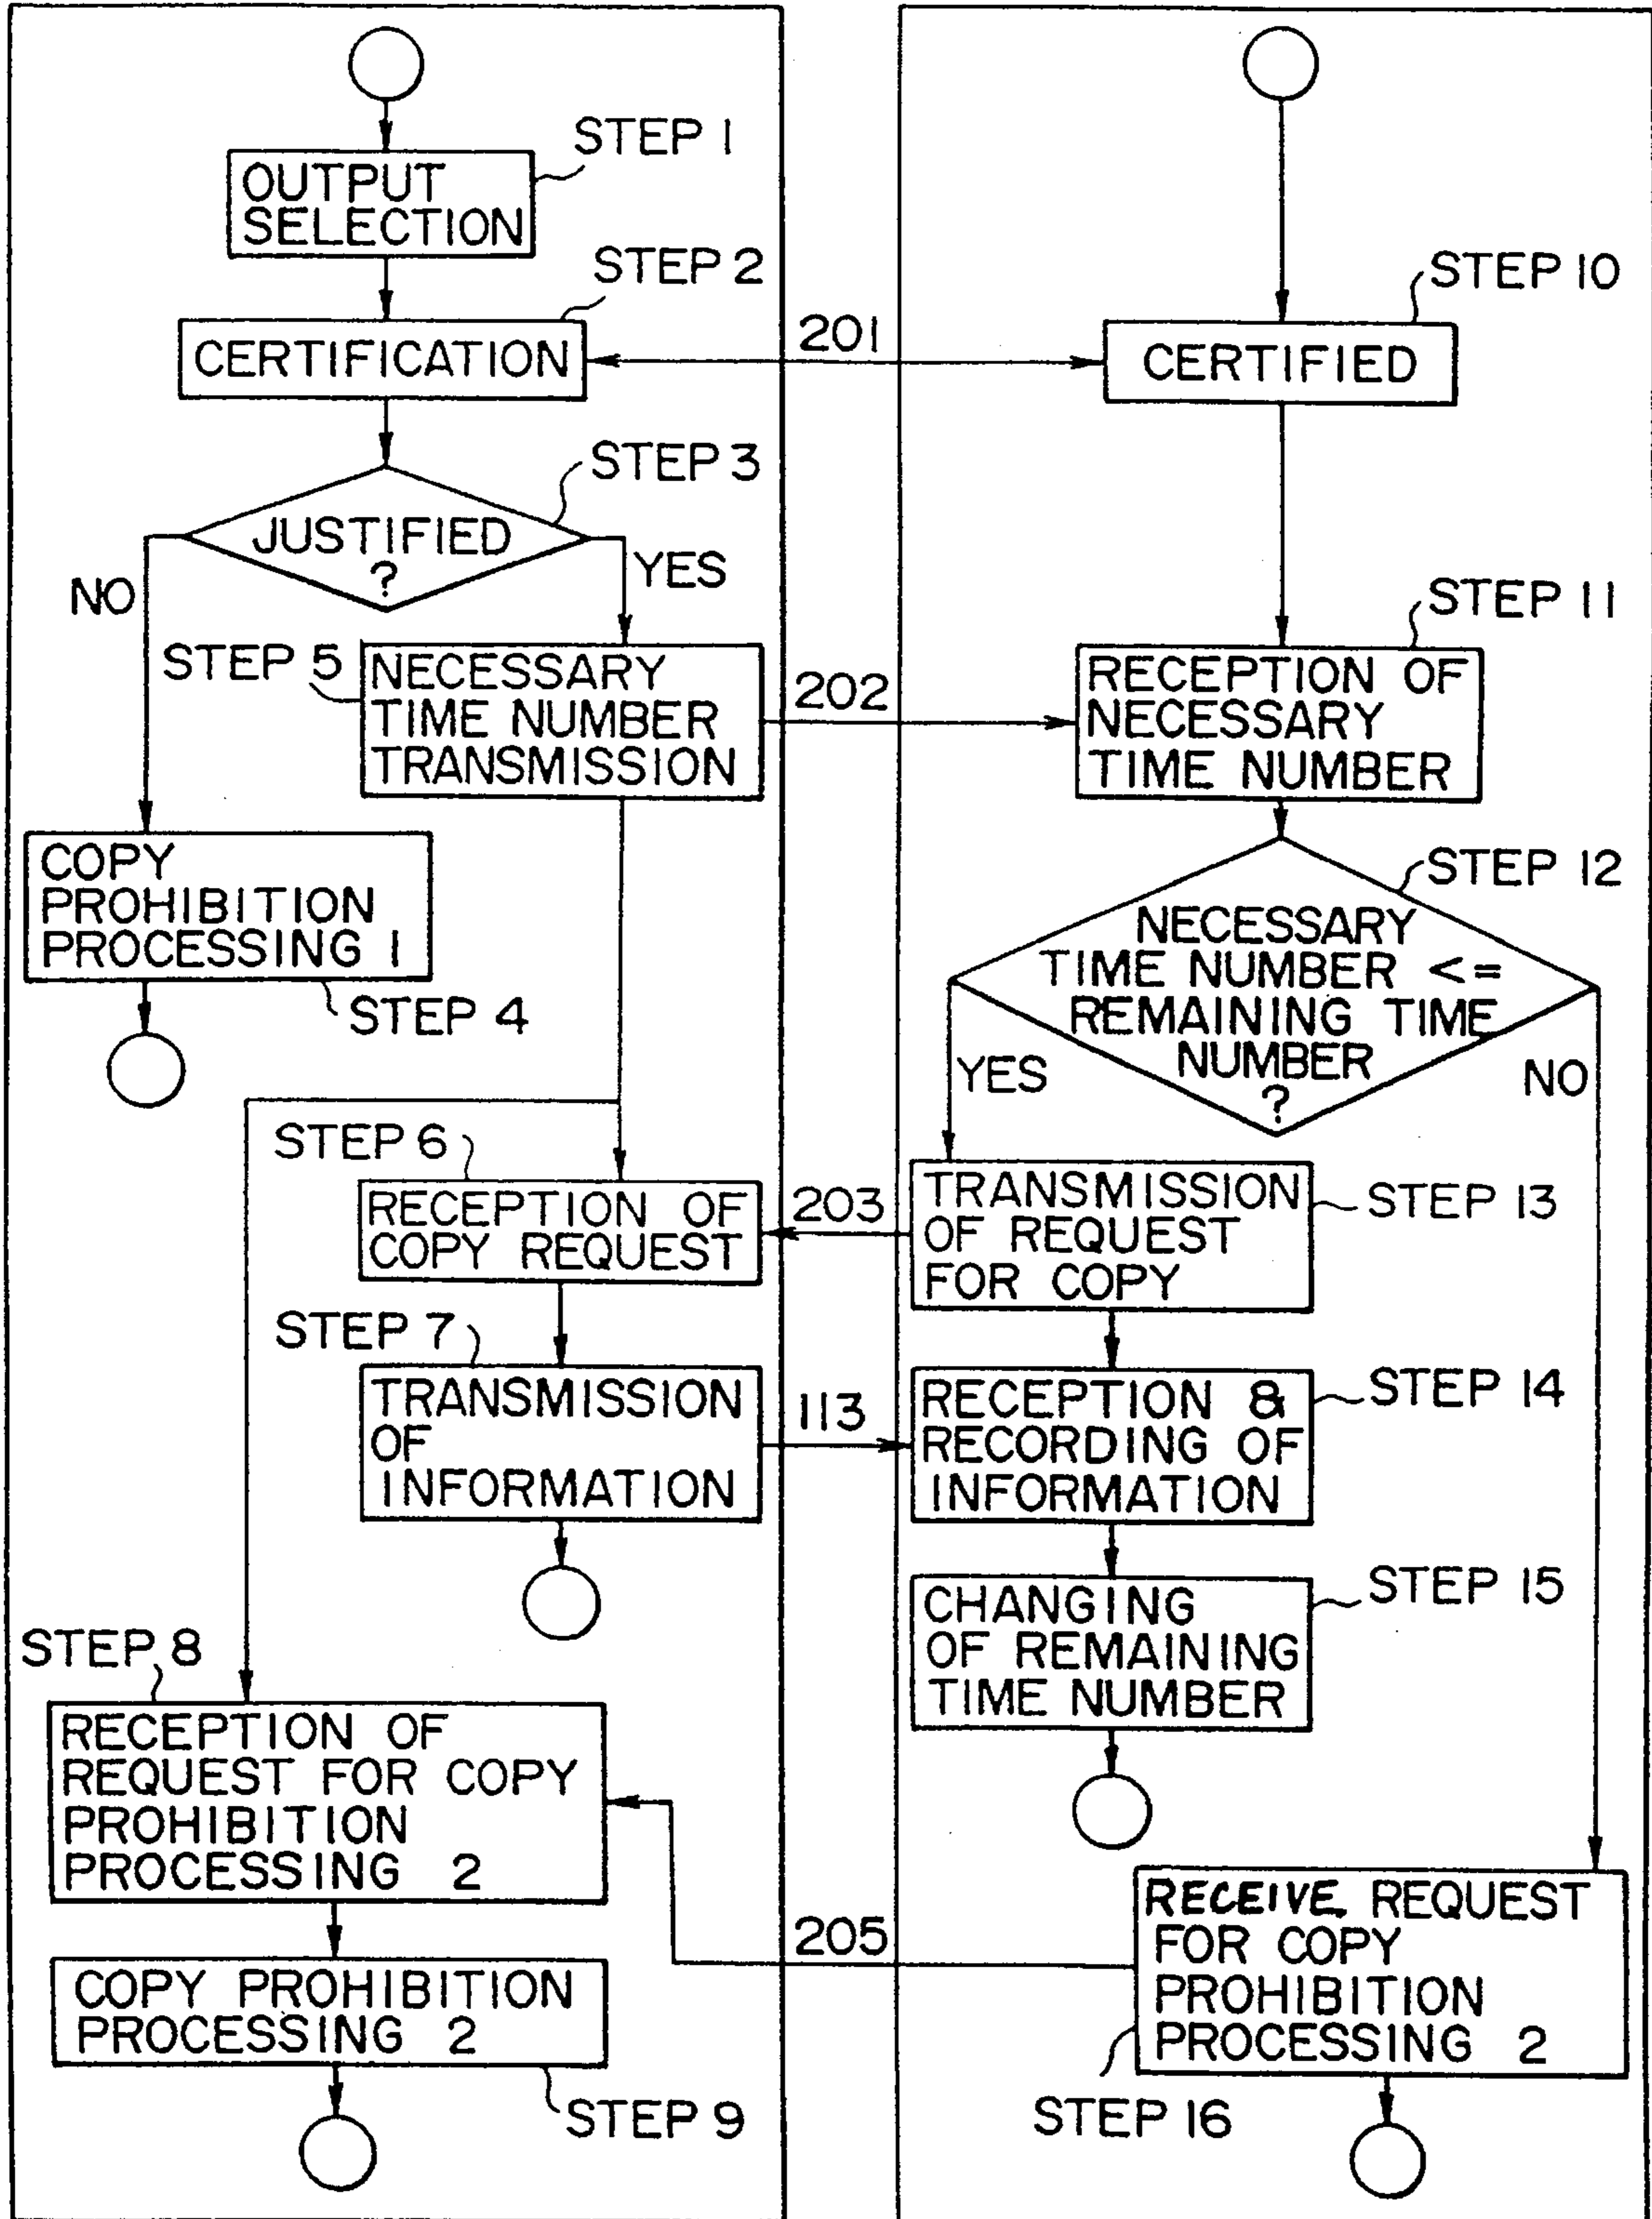 STEP 1
OUTPUT
SELECTION
STEP 2
CERTIFICATION
STEP 3
JUSTIFIED
?
NO
YES
STEP 5
NECESSARY
TIME NUMBER
TRANSMISSION
COPY
PROHIBITION
PROCESSING 1
STEP 4
STEP 6
RECEPTION OF
COPY REQUEST
STEP 7
TRANSMISSION
OF
INFORMATION
STEP 8
RECEPTION OF
REQUEST FOR COPY
PROHIBITION
PROCESSING 2
COPY PROHIBITION
PROCESSING 2
STEP 9
201
202
203
113
205
STEP 10
CERTIFIED
STEP 11
RECEPTION OF
NECESSARY
TIME NUMBER
STEP 12
NECESSARY
TIME NUMBER <=
REMAINING TIME
NUMBER
?
YES
NO
TRANSMISSION
OF REQUEST
FOR COPY
STEP 13
RECEPTION &
RECORDING OF
INFORMATION
STEP 14
CHANGING
OF REMAINING
TIME NUMBER
STEP 15
RECEIVE REQUEST
FOR COPY
PROHIBITION
PROCESSING 2
STEP 16